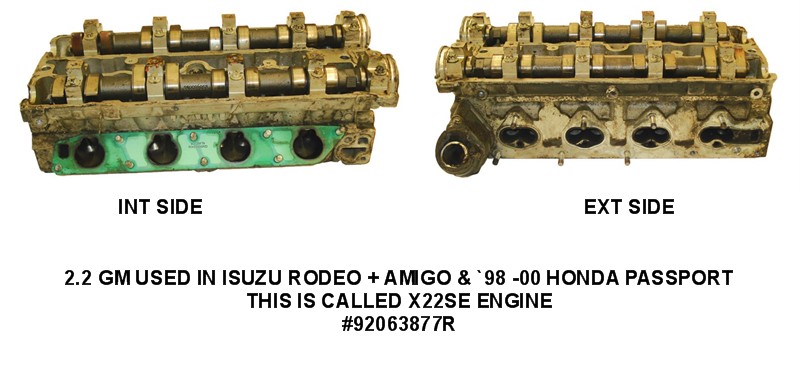 INT SIDE
EXT SIDE
2.2 GM USED IN ISUZU RODEO + AMIGO & `98 -00 HONDA PASSPORT
THIS IS CALLED X22SE ENGINE
#92063877R